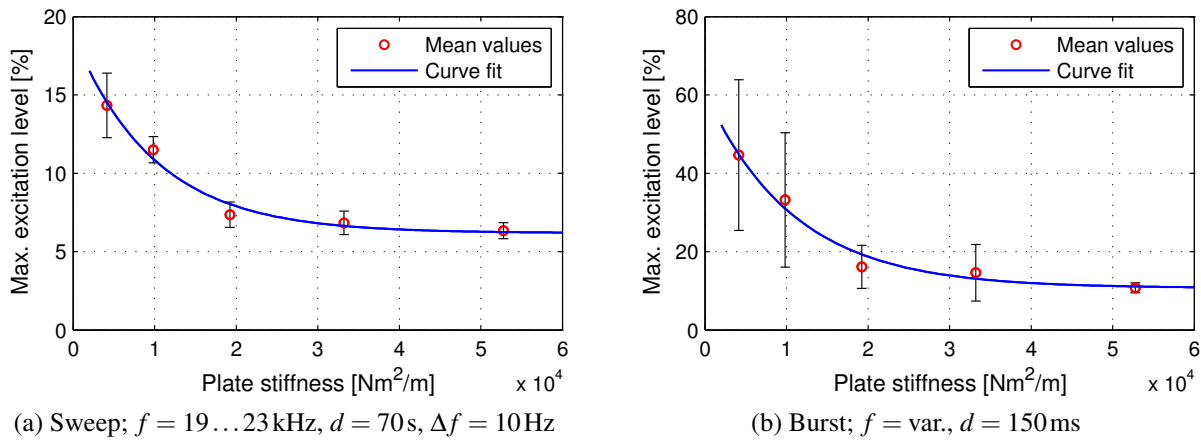 Max. excitation level [%]
20
15
10
5
0
Mean values
Curve fit
0 1 2 3 4 5 6
Plate stiffness [Nm²/m]
x 10⁴
(a) Sweep; f = 19...23 kHz, d = 70 s, Δf = 10 Hz
Max. excitation level [%]
80
60
40
20
0
Mean values
Curve fit
0 1 2 3 4 5 6
Plate stiffness [Nm²/m]
x 10⁴
(b) Burst; f = var., d = 150 ms